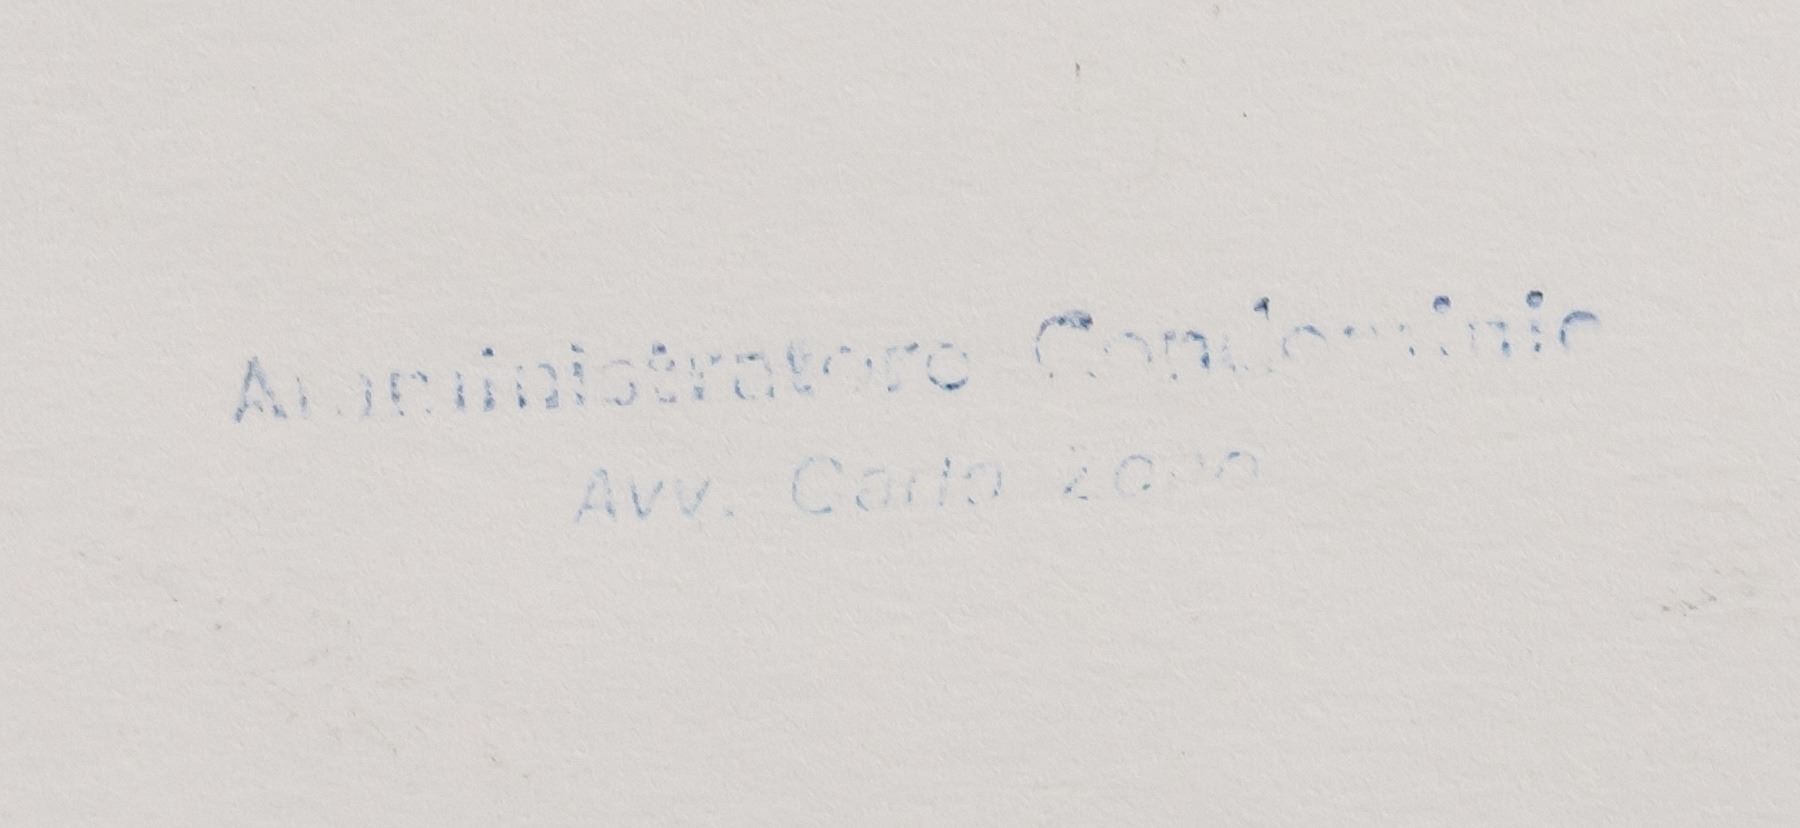 Amministratore Condominio
Avv. Carlo